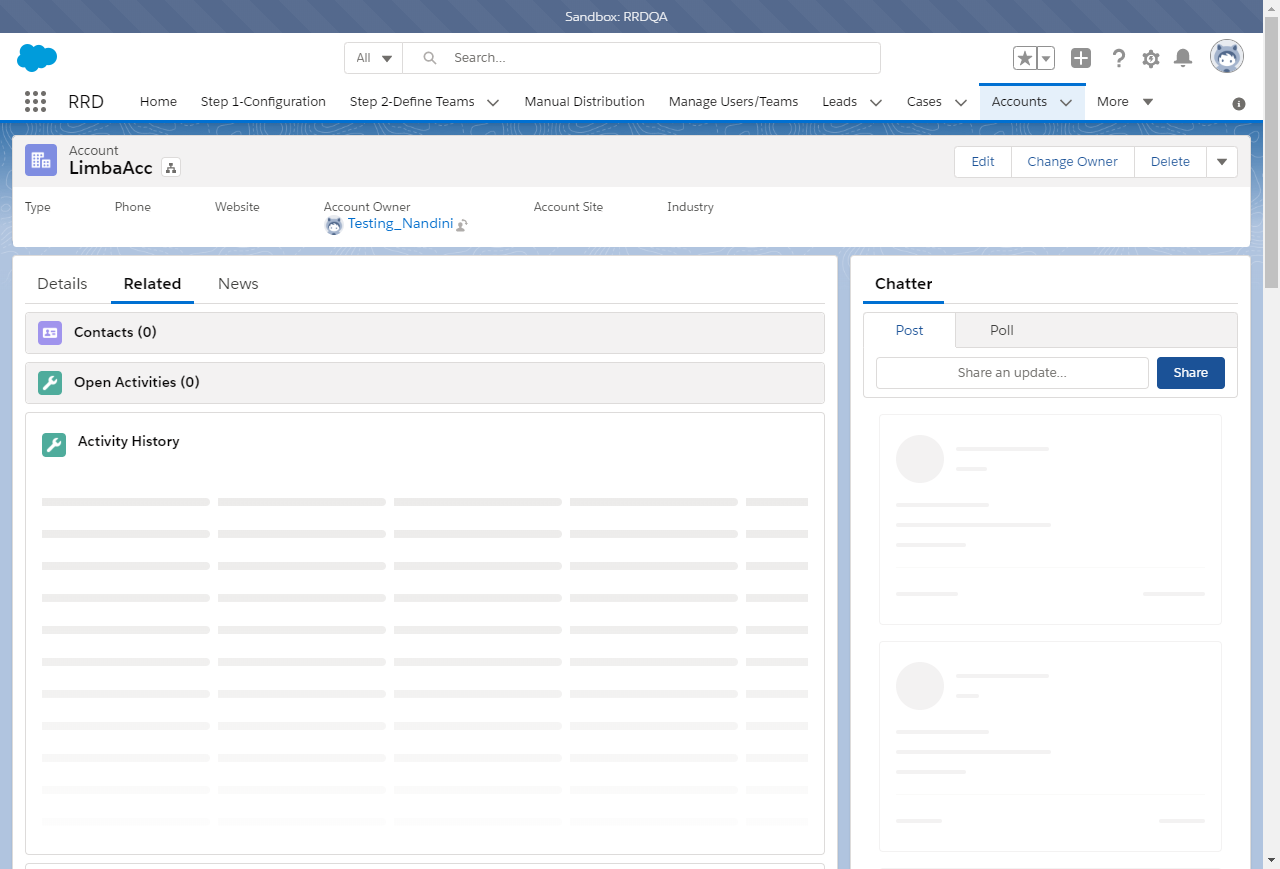 Sandbox: RRDQA
All
Search...
RRD
Home
Step 1-Configuration
Step 2-Define Teams
Manual Distribution
Manage Users/Teams
Leads
Cases
Accounts
More
Account
LimbaAcc
Edit
Change Owner
Delete
Type
Phone
Website
Account Owner
Account Site
Industry
Testing_Nandini
Details
Related
News
Chatter
Contacts (0)
Post
Poll
Open Activities (0)
Share an update...
Share
Activity History